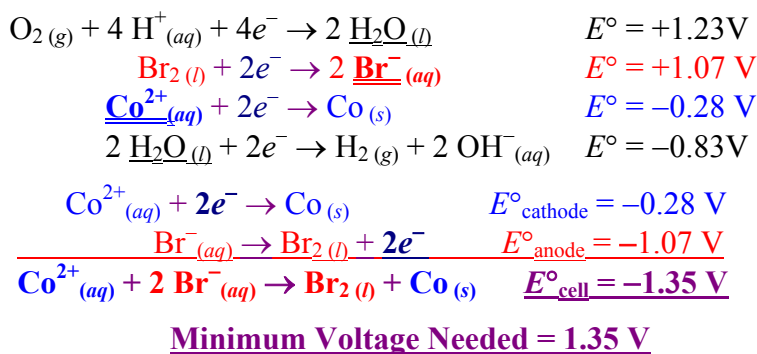 O₂ (g) + 4 H⁺(aq) + 4e⁻ → 2 H₂O (l) E° = +1.23V
Br₂ (l) + 2e⁻ → 2 Br⁻ (aq) E° = +1.07 V
Co²⁺(aq) + 2e⁻ → Co (s) E° = –0.28 V
2 H₂O (l) + 2e⁻ → H₂ (g) + 2 OH⁻(aq) E° = –0.83V
Co²⁺(aq) + 2e⁻ → Co (s) E°cathode = –0.28 V
Br⁻(aq) → Br₂ (l) + 2e⁻ E°anode = –1.07 V
Co²⁺(aq) + 2 Br⁻(aq) → Br₂ (l) + Co (s) E°cell = –1.35 V
Minimum Voltage Needed = 1.35 V